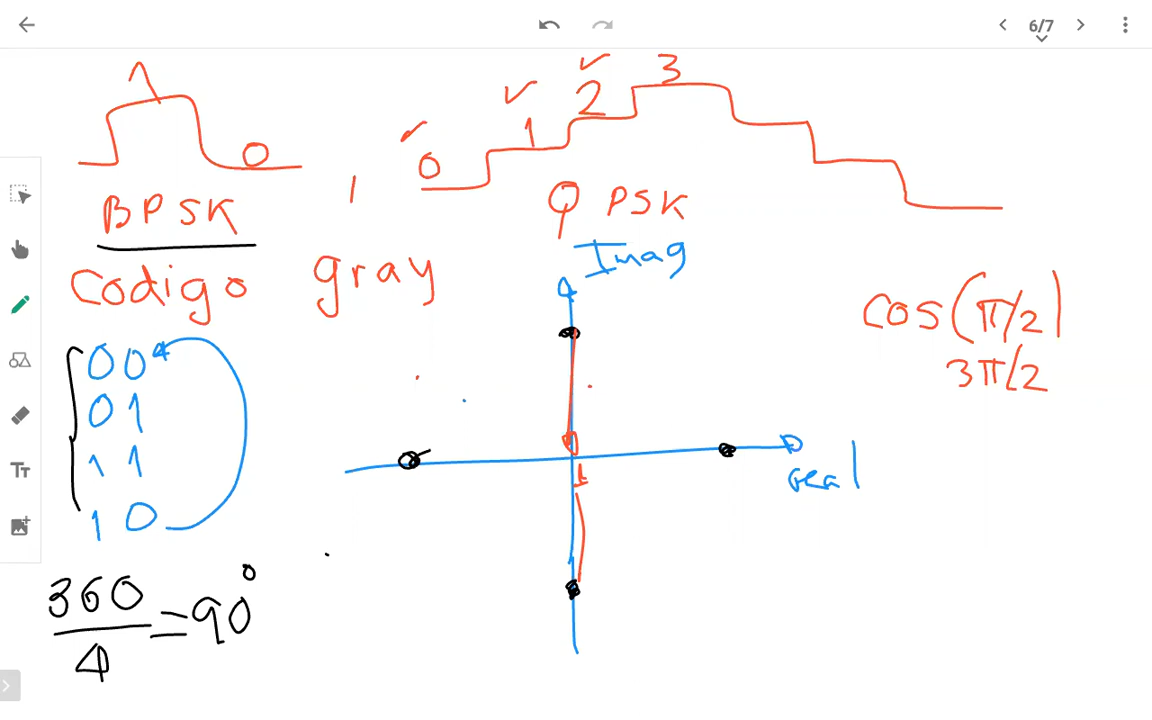 6/7
1 0
0 1 2 3
BPSK
QPSK
Codigo gray
Imag
00
01
11
10
cos(π/2)
3π/2
real
360/4=90°
Tт